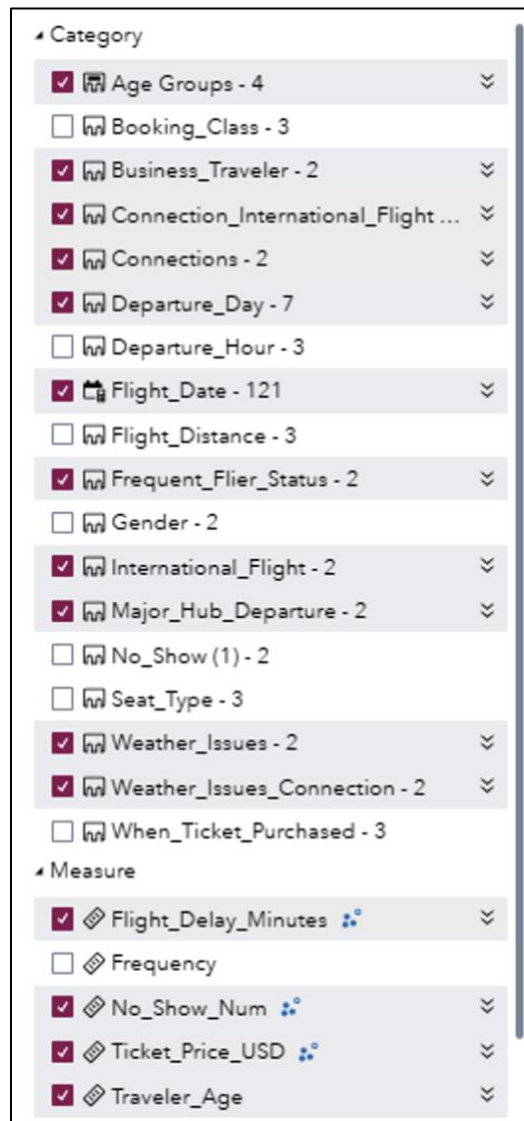 Category
Age Groups - 4
Booking_Class - 3
Business_Traveler - 2
Connection_International_Flight ...
Connections - 2
Departure_Day - 7
Departure_Hour - 3
Flight_Date - 121
Flight_Distance - 3
Frequent_Flier_Status - 2
Gender - 2
International_Flight - 2
Major_Hub_Departure - 2
No_Show (1) - 2
Seat_Type - 3
Weather_Issues - 2
Weather_Issues_Connection - 2
When_Ticket_Purchased - 3
Measure
Flight_Delay_Minutes
Frequency
No_Show_Num
Ticket_Price_USD
Traveler_Age